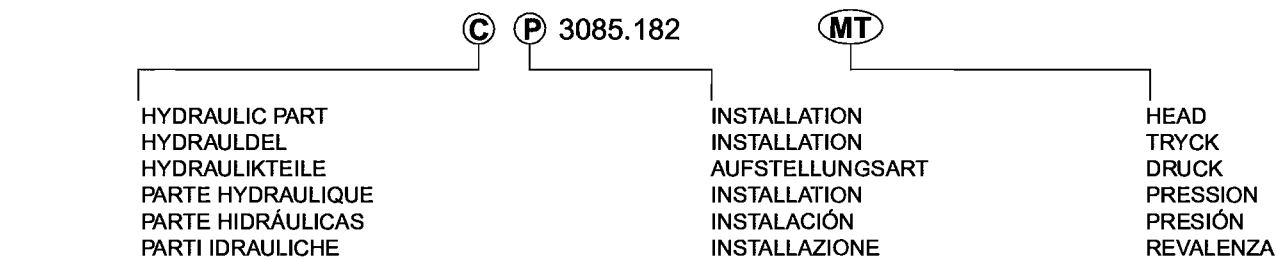 C P 3085.182 MT
HYDRAULIC PART INSTALLATION HEAD
HYDRAULDEL INSTALLATION TRYCK
HYDRAULIKTEILE AUFSTELLUNGSART DRUCK
PARTE HYDRAULIQUE INSTALLATION PRESSION
PARTE HIDRÁULICAS INSTALACIÓN PRESIÓN
PARTI IDRAULICHE INSTALLAZIONE REVALENZA